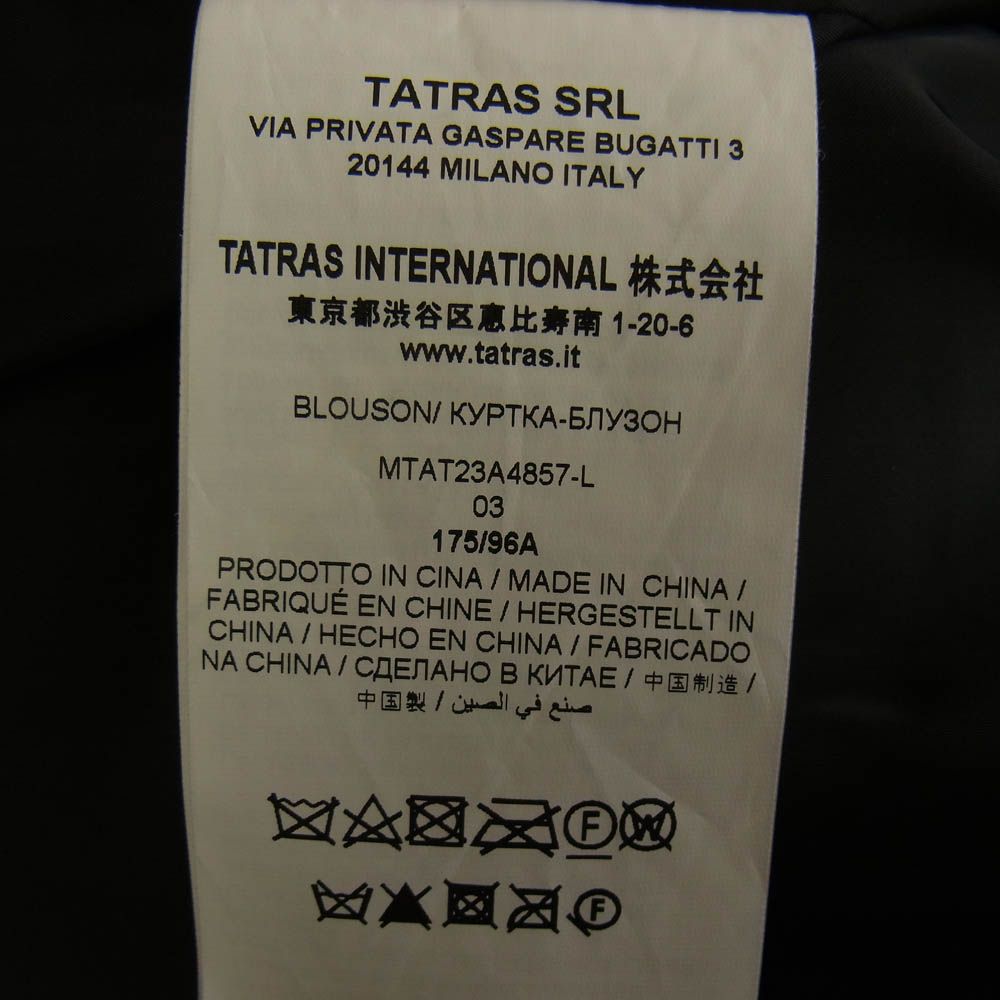 TATRAS SRL
VIA PRIVATA GASPARE BUGATTI 3
20144 MILANO ITALY
TATRAS INTERNATIONAL 株式会社
東京都渋谷区恵比寿南 1-20-6
www.tatras.it
BLOUSON/ КУРТКА-БЛУЗОН
MTAT23A4857-L
03
175/96A
PRODOTTO IN CINA / MADE IN CHINA /
FABRIQUÉ EN CHINE / HERGESTELLT IN
CHINA / HECHO EN CHINA / FABRICADO
NA CHINA / СДЕЛАНО В КИТАЕ / 中国制造 /
中国製 / صنع في الصين
F W
F